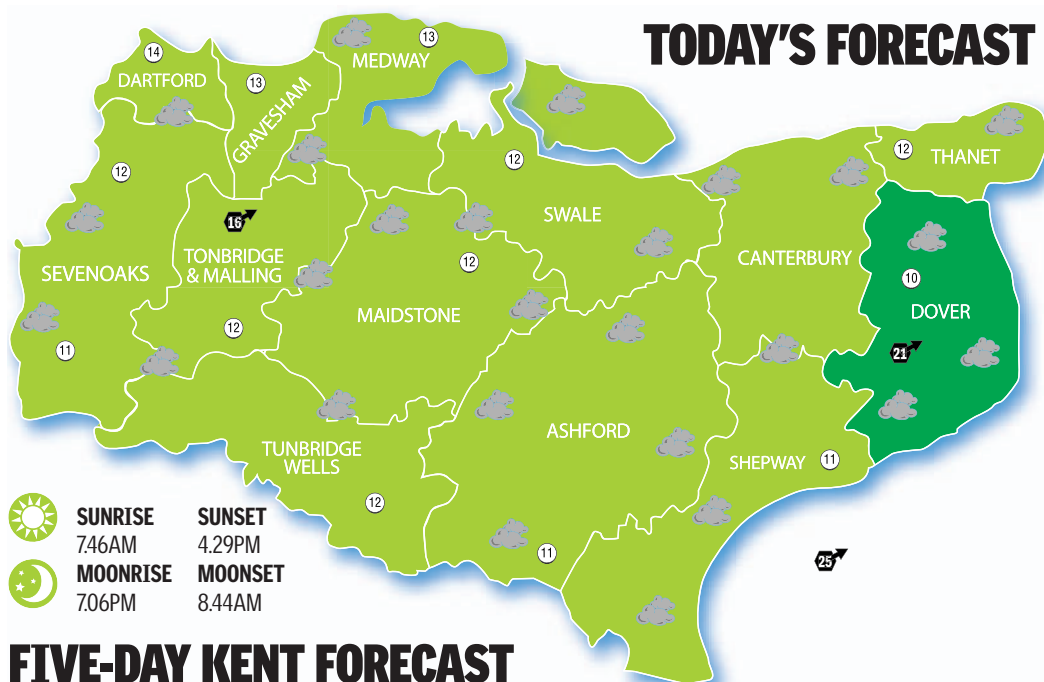 TODAY'S FORECAST
14
13
13
DARTFORD
MEDWAY
GRAVESHAM
12
12
12
THANET
16
SWALE
SEVENOAKS
TONBRIDGE
& MALLING
12
CANTERBURY
10
MAIDSTONE
DOVER
12
11
21
ASHFORD
TUNBRIDGE
WELLS
SHEPWAY
11
12
11
25
SUNRISE SUNSET
7.46AM 4.29PM
MOONRISE MOONSET
7.06PM 8.44AM
FIVE-DAY KENT FORECAST